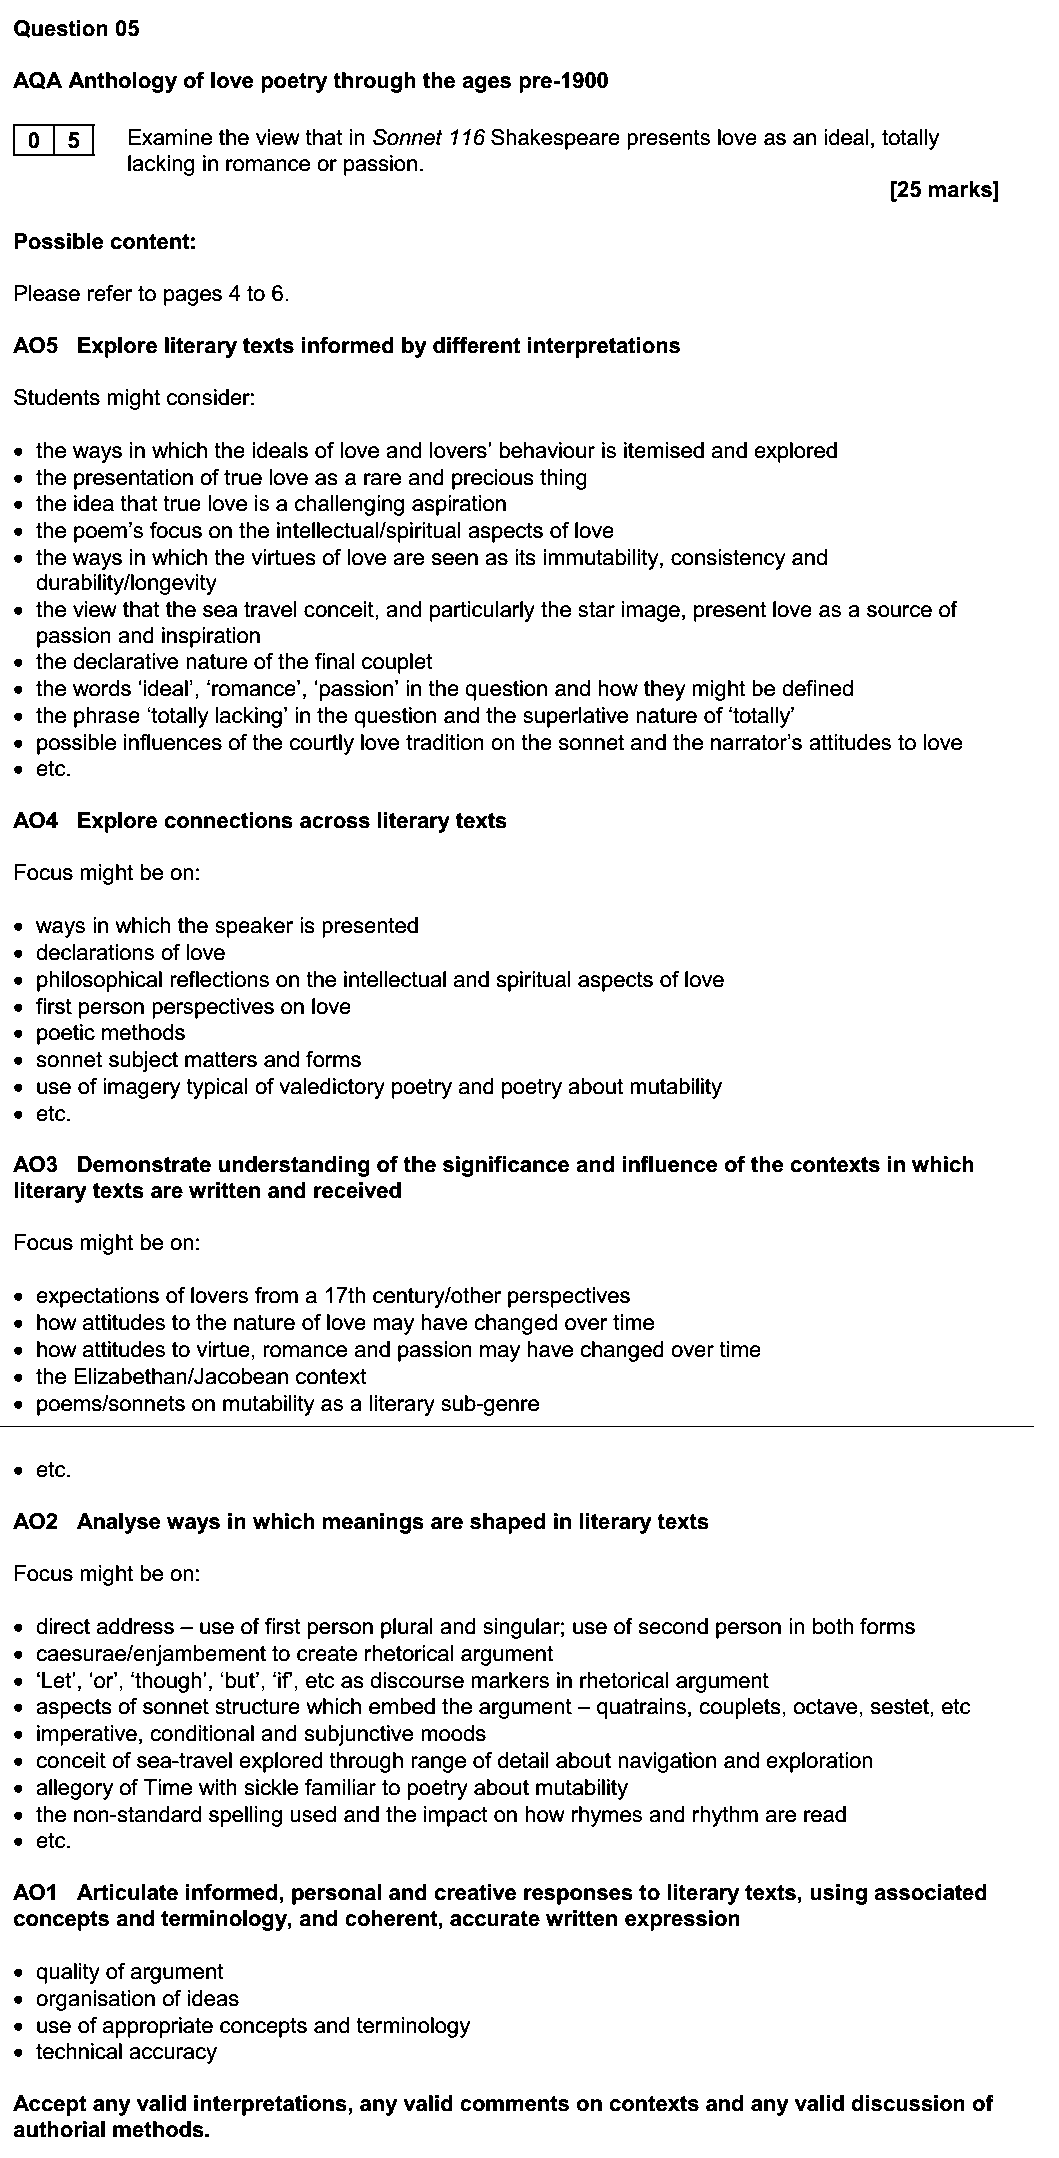 Question 05
AQA Anthology of love poetry through the ages pre-1900
0 5 Examine the view that in Sonnet 116 Shakespeare presents love as an ideal, totally
lacking in romance or passion.
[25 marks]
Possible content:
Please refer to pages 4 to 6.
AO5 Explore literary texts informed by different interpretations
Students might consider:
• the ways in which the ideals of love and lovers’ behaviour is itemised and explored
• the presentation of true love as a rare and precious thing
• the idea that true love is a challenging aspiration
• the poem’s focus on the intellectual/spiritual aspects of love
• the ways in which the virtues of love are seen as its immutability, consistency and
durability/longevity
• the view that the sea travel conceit, and particularly the star image, present love as a source of
passion and inspiration
• the declarative nature of the final couplet
• the words ‘ideal’, ‘romance’, ‘passion’ in the question and how they might be defined
• the phrase ‘totally lacking’ in the question and the superlative nature of ‘totally’
• possible influences of the courtly love tradition on the sonnet and the narrator’s attitudes to love
• etc.
AO4 Explore connections across literary texts
Focus might be on:
• ways in which the speaker is presented
• declarations of love
• philosophical reflections on the intellectual and spiritual aspects of love
• first person perspectives on love
• poetic methods
• sonnet subject matters and forms
• use of imagery typical of valedictory poetry and poetry about mutability
• etc.
AO3 Demonstrate understanding of the significance and influence of the contexts in which
literary texts are written and received
Focus might be on:
• expectations of lovers from a 17th century/other perspectives
• how attitudes to the nature of love may have changed over time
• how attitudes to virtue, romance and passion may have changed over time
• the Elizabethan/Jacobean context
• poems/sonnets on mutability as a literary sub-genre
• etc.
AO2 Analyse ways in which meanings are shaped in literary texts
Focus might be on:
• direct address – use of first person plural and singular; use of second person in both forms
• caesurae/enjambement to create rhetorical argument
• ‘Let’, ‘or’, ‘though’, ‘but’, ‘if’, etc as discourse markers in rhetorical argument
• aspects of sonnet structure which embed the argument – quatrains, couplets, octave, sestet, etc
• imperative, conditional and subjunctive moods
• conceit of sea-travel explored through range of detail about navigation and exploration
• allegory of Time with sickle familiar to poetry about mutability
• the non-standard spelling used and the impact on how rhymes and rhythm are read
• etc.
AO1 Articulate informed, personal and creative responses to literary texts, using associated
concepts and terminology, and coherent, accurate written expression
• quality of argument
• organisation of ideas
• use of appropriate concepts and terminology
• technical accuracy
Accept any valid interpretations, any valid comments on contexts and any valid discussion of
authorial methods.